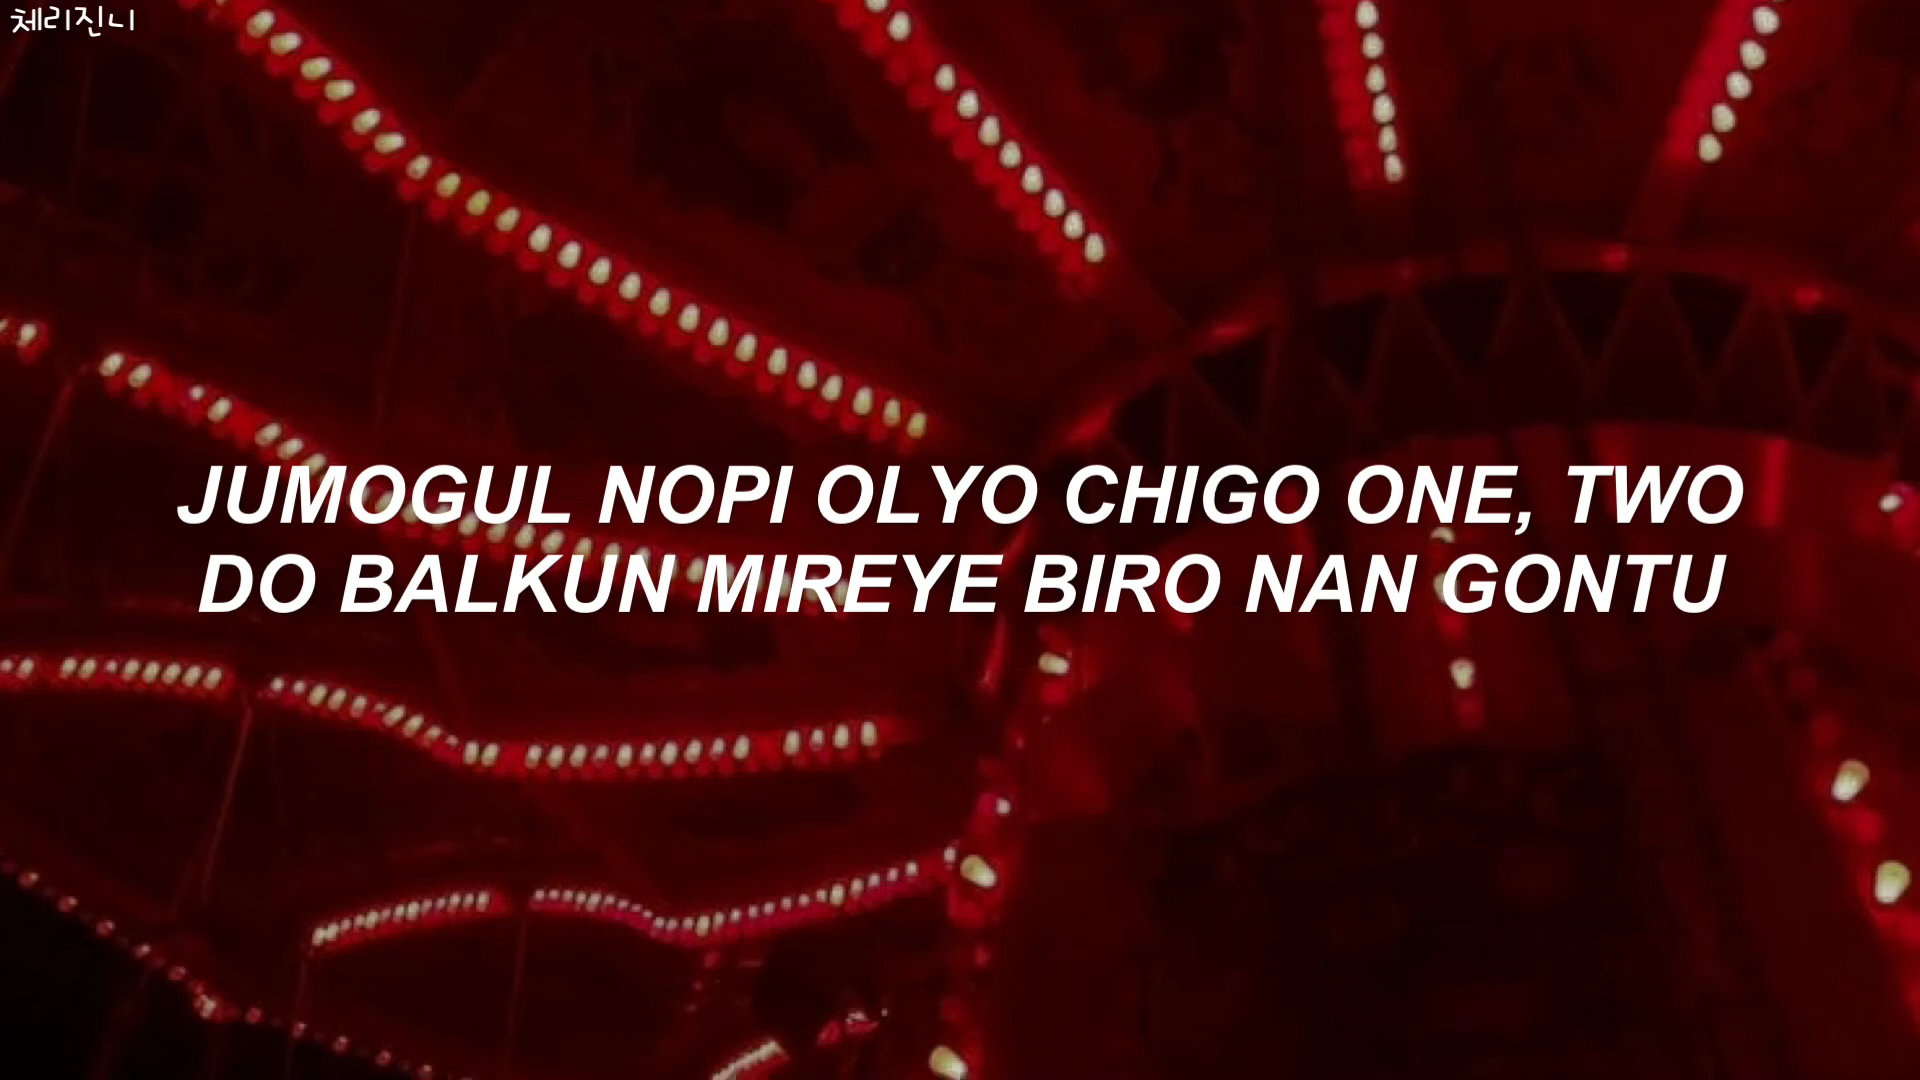 체리진니
JUMOGUL NOPI OLYO CHIGO ONE, TWO
DO BALKUN MIREYE BIRO NAN GONTU